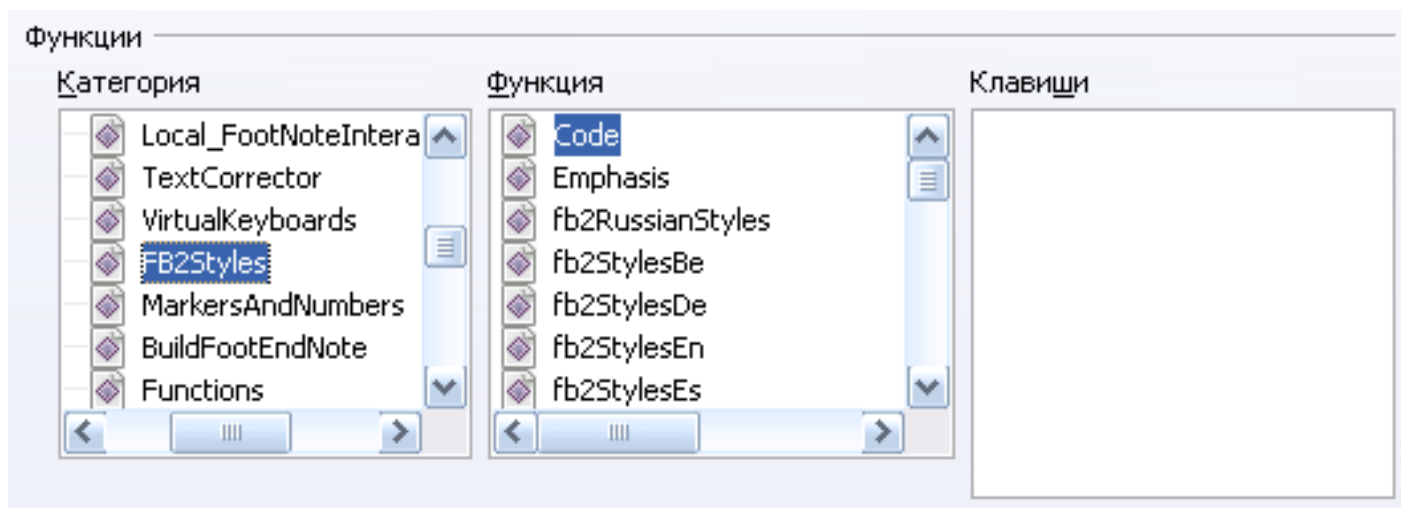 Функции
Категория
Local_FootNoteIntera
TextCorrector
VirtualKeyboards
FB2Styles
MarkersAndNumbers
BuildFootEndNote
Functions
Функция
Code
Emphasis
fb2RussianStyles
fb2StylesBe
fb2StylesDe
fb2StylesEn
fb2StylesEs
Клавиши